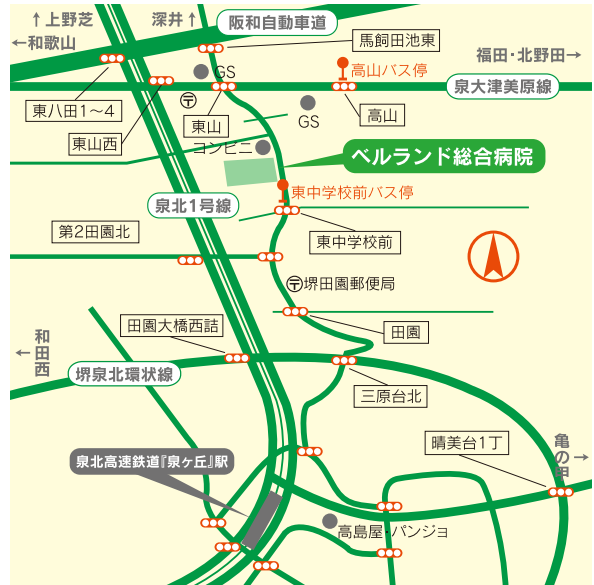 ↑上野芝
深井↑
阪和自動車道
←和歌山
馬飼田池東
福田・北野田→
GS
高山バス停
泉大津美原線
東八田1〜4
〒
東山
GS
高山
東山西
コンビニ
ベルランド総合病院
東中学校前バス停
泉北1号線
第2田園北
東中学校前
〒堺田園郵便局
田園大橋西詰
田園
←和田西
堺泉北環状線
三原台北
晴美台1丁
亀の甲→
泉北高速鉄道『泉ヶ丘』駅
高島屋・パンジョ